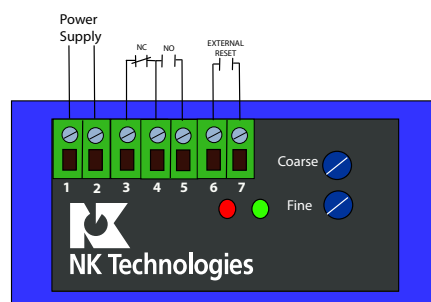 Power
Supply
NC
NO
EXTERNAL
RESET
1 2 3 4 5 6 7
Coarse
Fine
NK Technologies